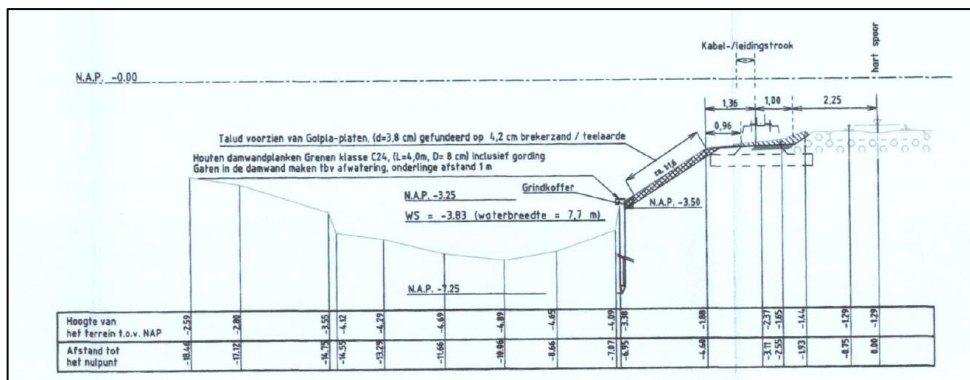 Kabel-/leidingstrook
hart spoor
N.A.P. -0.00
1,36
1,00
2,25
0,96
Talud voorzien van Golpla-platen, (d=3,8 cm) gefundeerd op 4,2 cm brekerzand / teelaarde
Houten damwandplanken Grenen klasse C24, (L=4,0m, D= 8 cm) inclusief gording
Gaten in de damwand maken tbv afwatering, onderlinge afstand 1 m
ca.
Grindkoffer
N.A.P. -3.25
N.A.P. -3.50
WS = -3.83 (waterbreedte = 7,7 m)
N.A.P. -7.25
Hoogte van
het terrein t.o.v. NAP
-2.59 -2.80 -3.55 -4.12 -4.29 -4.69 -4.89 -4.65 -4.09 -3.38 -1.88 -2.37 -1.65 -1.44 -1.29 -1.29
Afstand tot
het nulpunt
-18.46 -17.12 -14.75 -14.55 -13.29 -11.66 -10.06 -8.66 -7.07 -6.95 -4.60 -3.11 -2.55 -1.93 -0.75 0.00